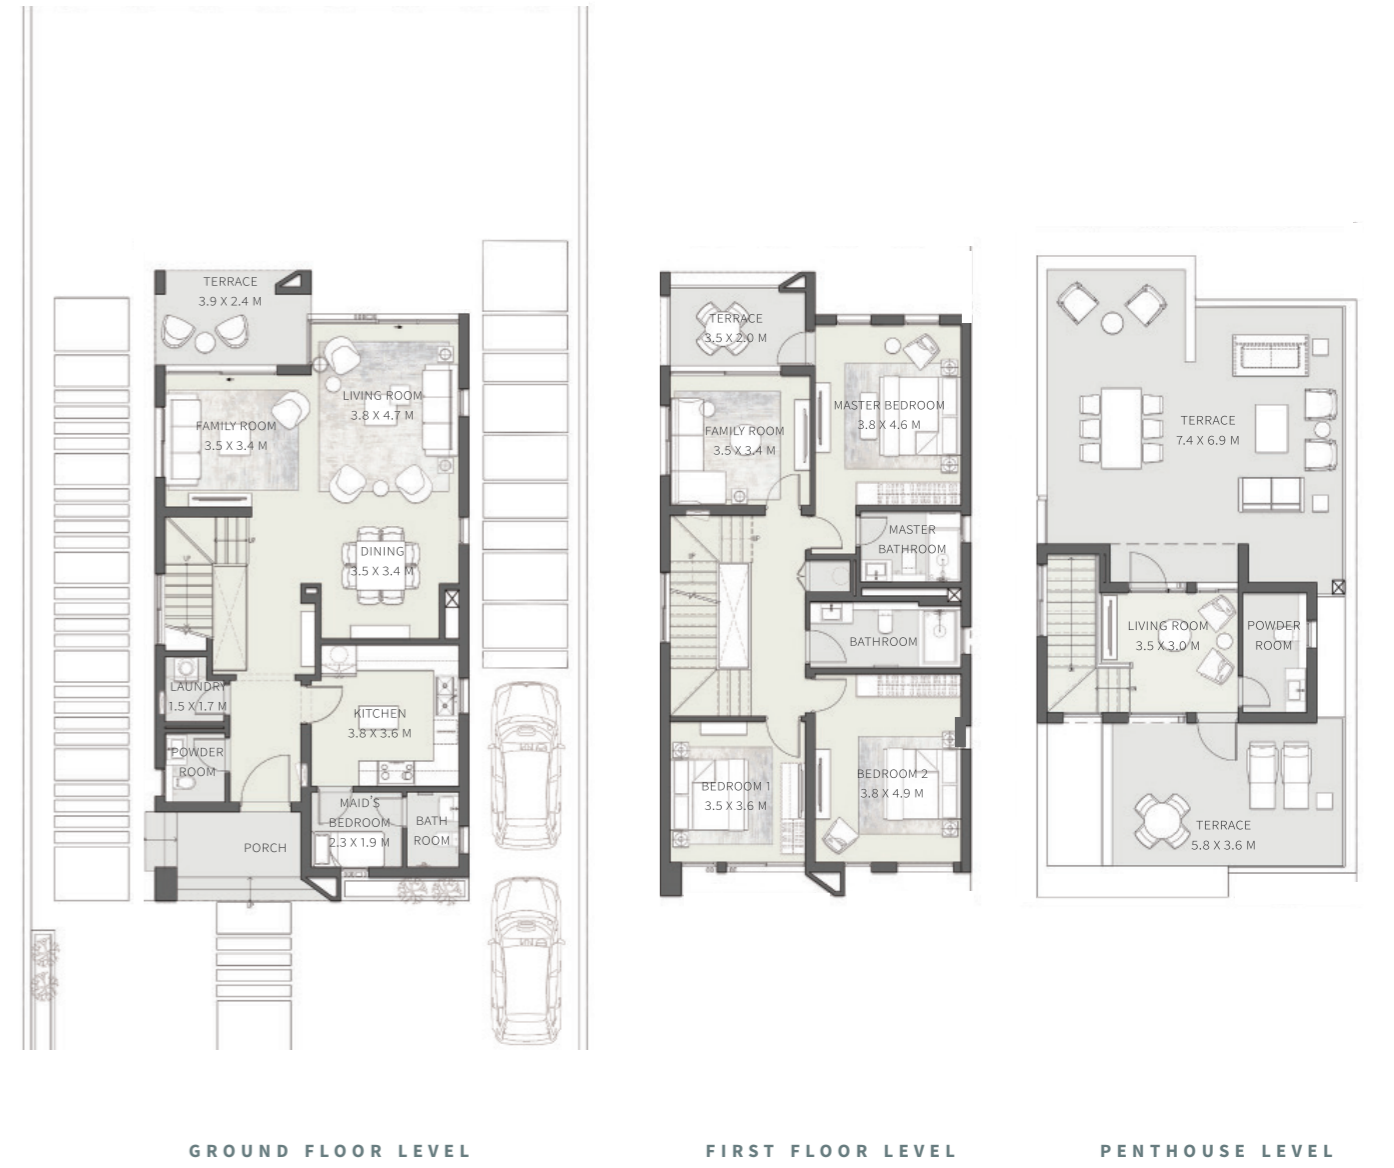 TERRACE
3.9 X 2.4 M
LIVING ROOM
3.8 X 4.7 M
FAMILY ROOM
3.5 X 3.4 M
DINING
3.5 X 3.4 M
LAUNDRY
1.5 X 1.7 M
KITCHEN
3.8 X 3.6 M
POWDER
ROOM
MAID'S
BEDROOM
2.3 X 1.9 M
BATH
ROOM
PORCH
GROUND FLOOR LEVEL
TERRACE
3.5 X 2.0 M
MASTER BEDROOM
3.8 X 4.6 M
FAMILY ROOM
3.5 X 3.4 M
MASTER
BATHROOM
BATHROOM
BEDROOM 1
3.5 X 3.6 M
BEDROOM 2
3.8 X 4.9 M
FIRST FLOOR LEVEL
TERRACE
7.4 X 6.9 M
LIVING ROOM
3.5 X 3.0 M
POWDER
ROOM
TERRACE
5.8 X 3.6 M
PENTHOUSE LEVEL